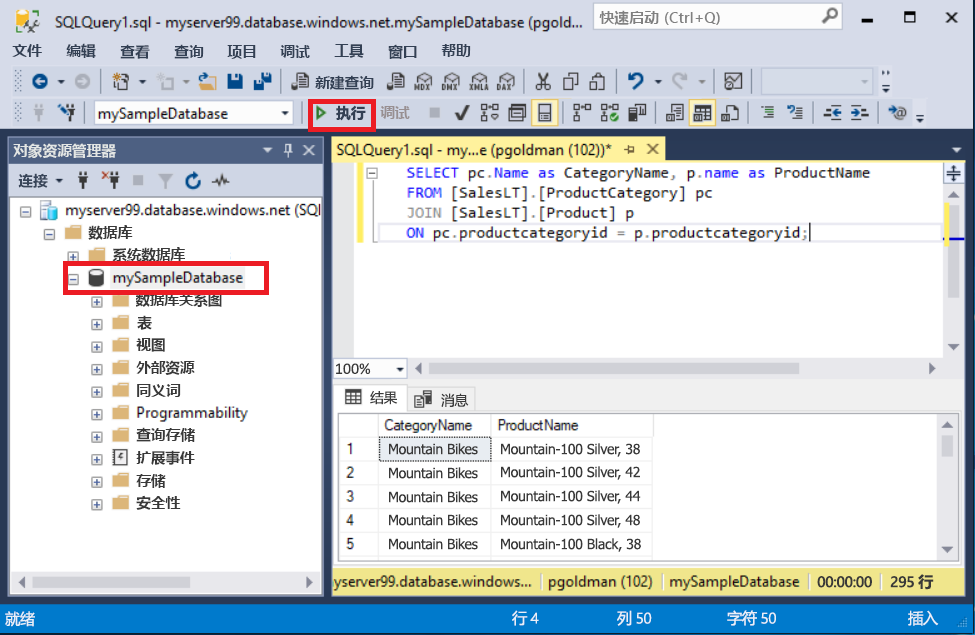 SQLQuery1.sql - myserver99.database.windows.net.mySampleDatabase (pgold...
快速启动 (Ctrl+Q)
文件 编辑 查看 查询 项目 调试 工具 窗口 帮助
新建查询 MDX DMX XMLA DAX
mySampleDatabase 执行 调试
对象资源管理器
连接
myserver99.database.windows.net (SQl
数据库
系统数据库
mySampleDatabase
数据库关系图
表
视图
外部资源
同义词
Programmability
查询存储
扩展事件
存储
安全性
SQLQuery1.sql - my...e (pgoldman (102))*
SELECT pc.Name as CategoryName, p.name as ProductName
FROM [SalesLT].[ProductCategory] pc
JOIN [SalesLT].[Product] p
ON pc.productcategoryid = p.productcategoryid;
100%
结果 消息
CategoryName ProductName
1 Mountain Bikes Mountain-100 Silver, 38
2 Mountain Bikes Mountain-100 Silver, 42
3 Mountain Bikes Mountain-100 Silver, 44
4 Mountain Bikes Mountain-100 Silver, 48
5 Mountain Bikes Mountain-100 Black, 38
yserver99.database.windows... pgoldman (102) mySampleDatabase 00:00:00 295 行
就绪 行 4 列 50 字符 50 插入